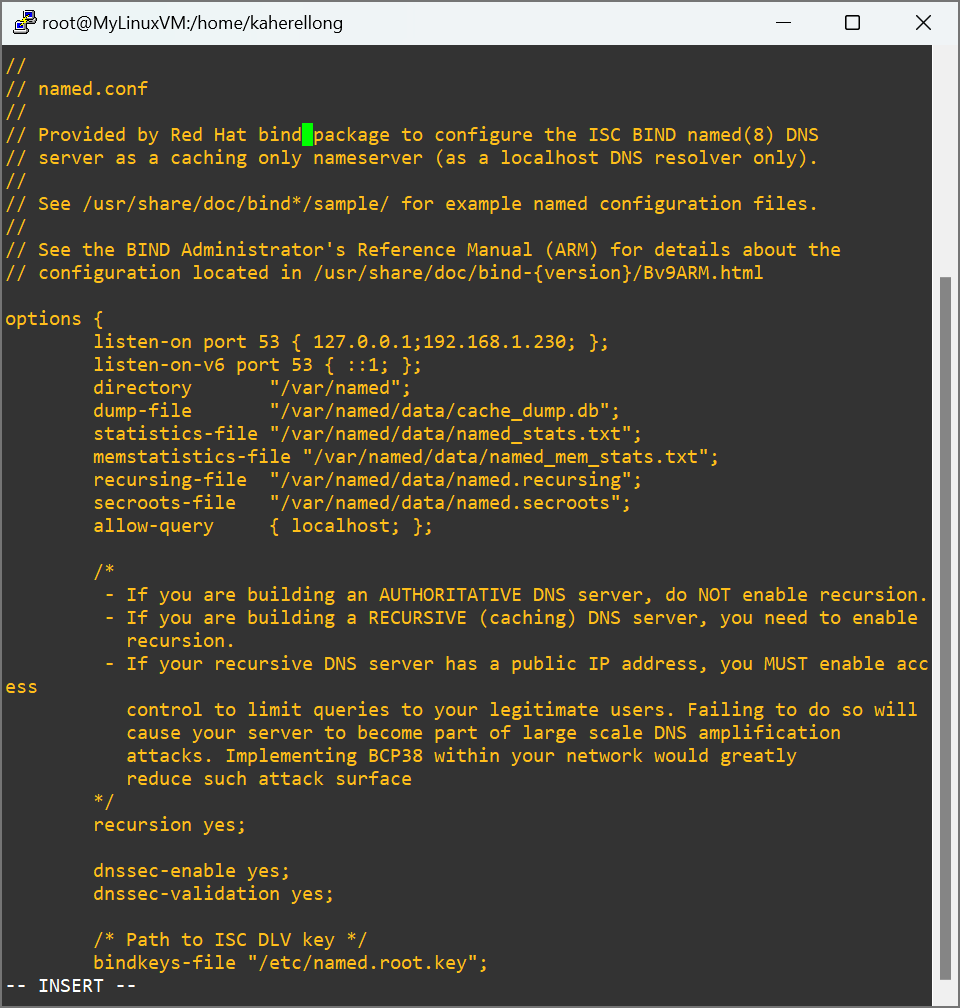 root@MyLinuxVM:/home/kaherellong
//
// named.conf
//
// Provided by Red Hat bind package to configure the ISC BIND named(8) DNS
// server as a caching only nameserver (as a localhost DNS resolver only).
//
// See /usr/share/doc/bind*/sample/ for example named configuration files.
//
// See the BIND Administrator's Reference Manual (ARM) for details about the
// configuration located in /usr/share/doc/bind-{version}/Bv9ARM.html

options {
        listen-on port 53 { 127.0.0.1;192.168.1.230; };
        listen-on-v6 port 53 { ::1; };
        directory       "/var/named";
        dump-file       "/var/named/data/cache_dump.db";
        statistics-file "/var/named/data/named_stats.txt";
        memstatistics-file "/var/named/data/named_mem_stats.txt";
        recursing-file  "/var/named/data/named.recursing";
        secroots-file   "/var/named/data/named.secroots";
        allow-query     { localhost; };

        /*
         - If you are building an AUTHORITATIVE DNS server, do NOT enable recursion.
         - If you are building a RECURSIVE (caching) DNS server, you need to enable
           recursion.
         - If your recursive DNS server has a public IP address, you MUST enable acc
ess
           control to limit queries to your legitimate users. Failing to do so will
           cause your server to become part of large scale DNS amplification
           attacks. Implementing BCP38 within your network would greatly
           reduce such attack surface
        */
        recursion yes;

        dnssec-enable yes;
        dnssec-validation yes;

        /* Path to ISC DLV key */
        bindkeys-file "/etc/named.root.key";
-- INSERT --